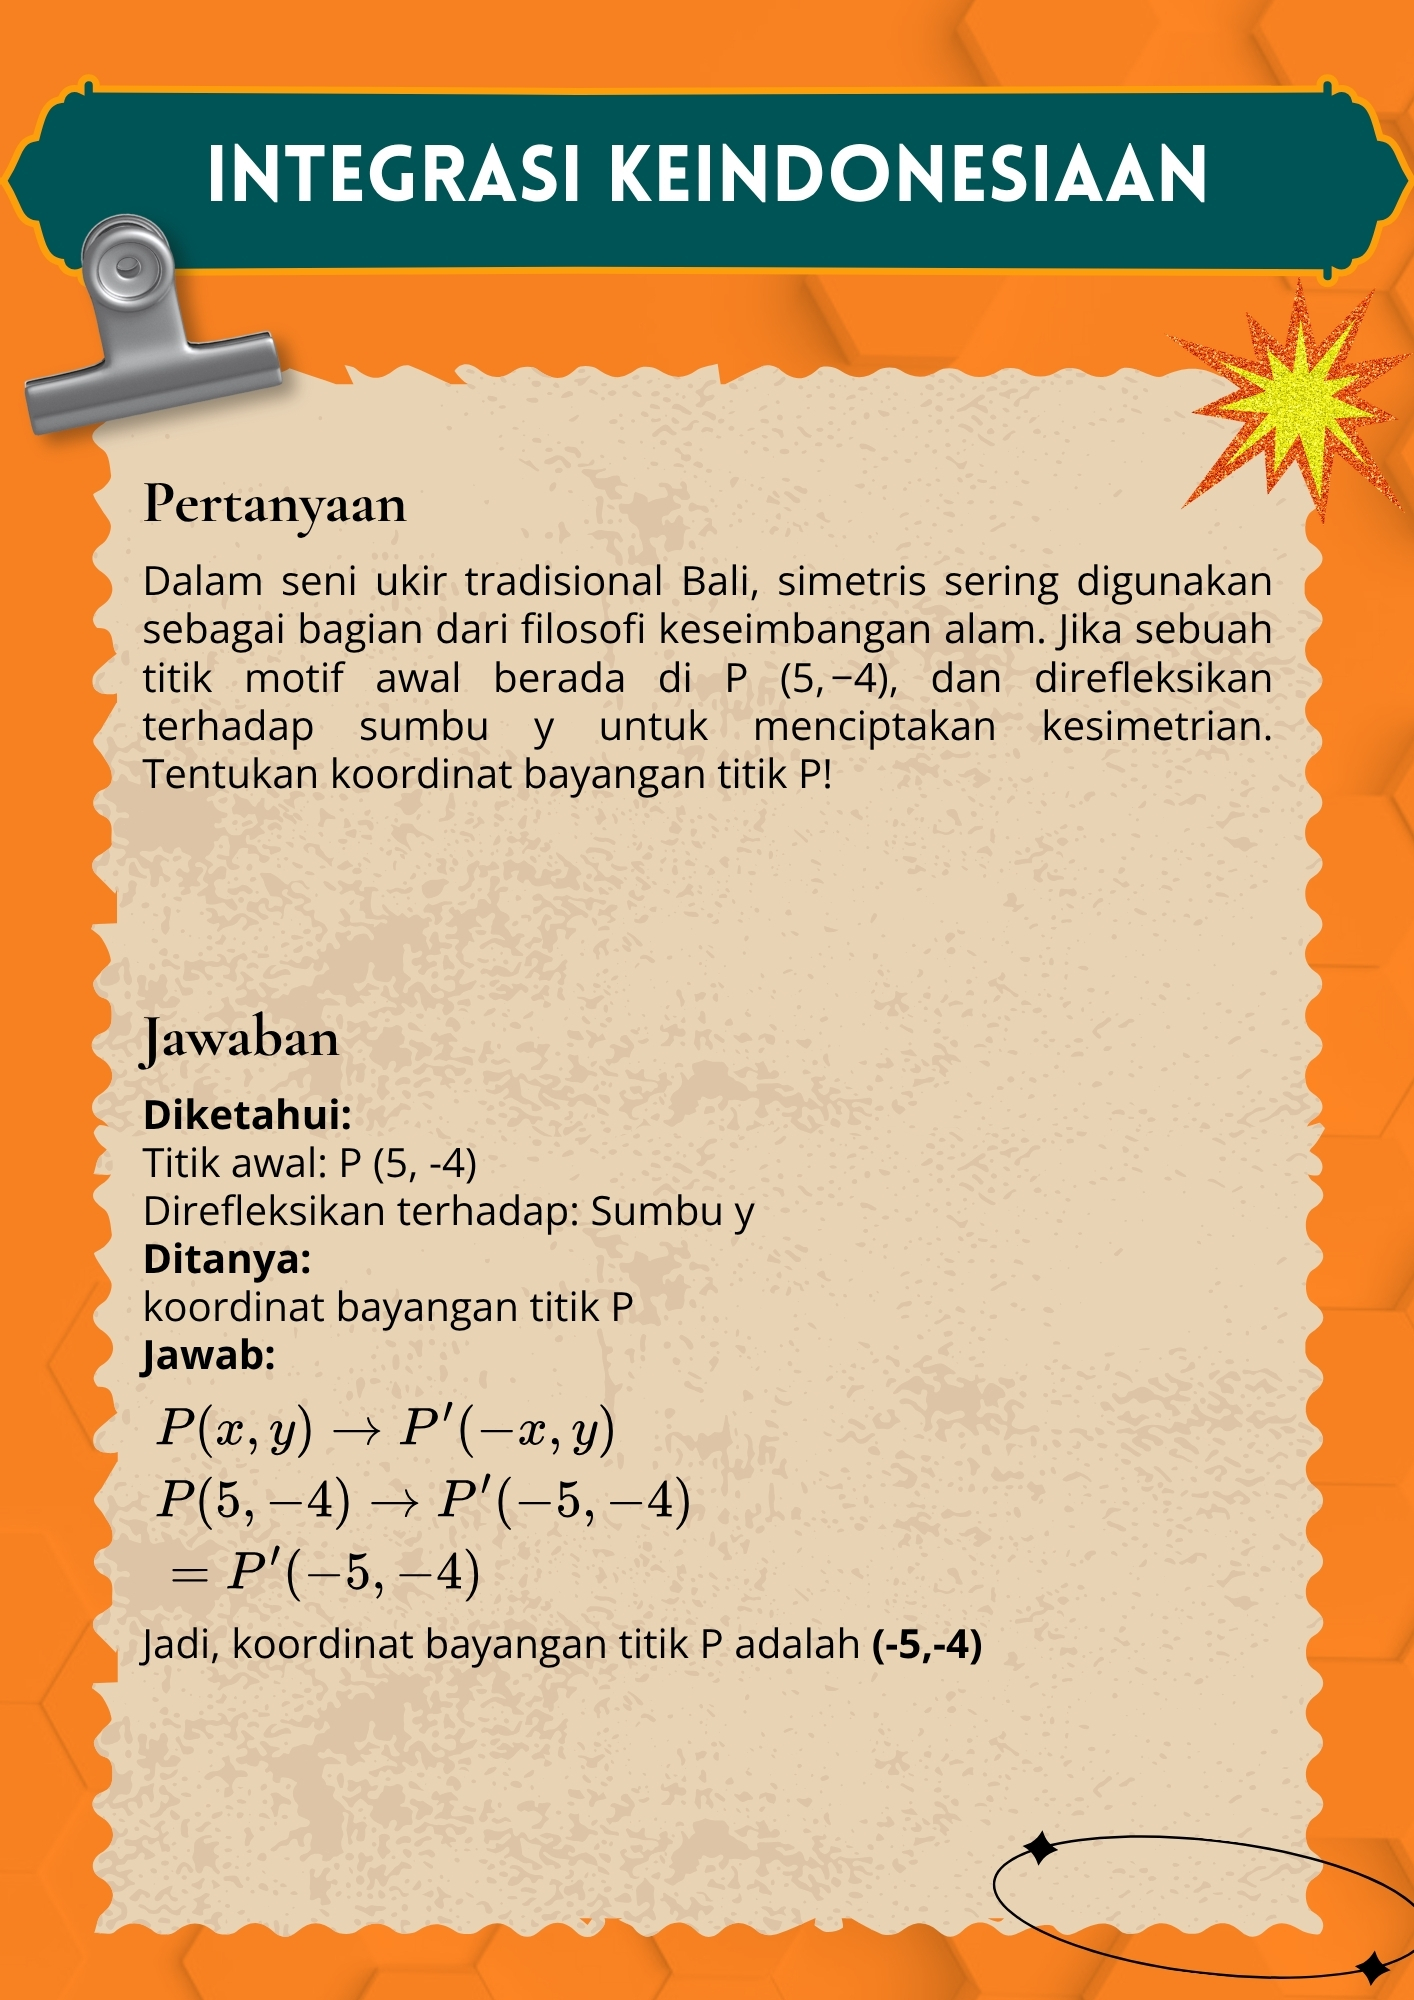 INTEGRASI KEINDONESIAAN
Pertanyaan
Dalam seni ukir tradisional Bali, simetris sering digunakan
sebagai bagian dari filosofi keseimbangan alam. Jika sebuah
titik motif awal berada di P (5,−4), dan direfleksikan
terhadap sumbu y untuk menciptakan kesimetrian.
Tentukan koordinat bayangan titik P!
Jawaban
Diketahui:
Titik awal: P (5, -4)
Direfleksikan terhadap: Sumbu y
Ditanya:
koordinat bayangan titik P
Jawab:
P(x, y) → P′(−x, y)
P(5, −4) → P′(−5, −4)
= P′(−5, −4)
Jadi, koordinat bayangan titik P adalah (-5,-4)